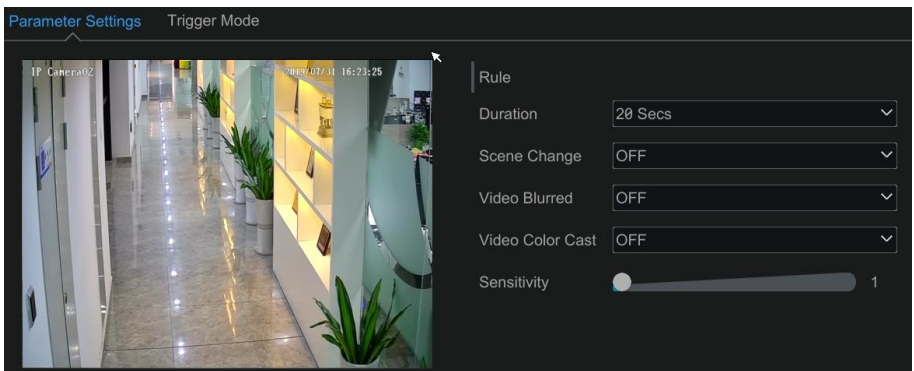 Parameter Settings Trigger Mode
IP Camera02 2019/07/31 16:23:25
Rule
Duration 20 Secs
Scene Change OFF
Video Blurred OFF
Video Color Cast OFF
Sensitivity 1